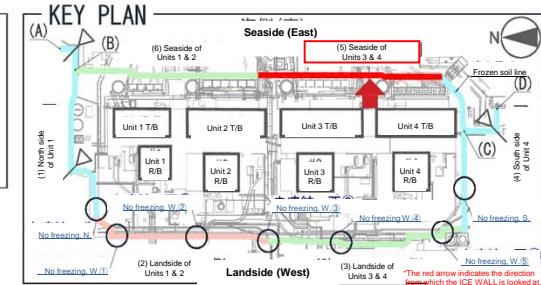 KEY PLAN
(A)
(B)
Seaside (East)
N
(6) Seaside of
Units 1 & 2
(5) Seaside of
Units 3 & 4
Frozen soil line
(D)
(1) North side
of Unit 1
Unit 1 T/B
Unit 2 T/B
Unit 3 T/B
Unit 4 T/B
(C)
(4) South side
of Unit 4
Unit 1
R/B
Unit 2
R/B
Unit 3
R/B
Unit 4
R/B
No freezing, W.②
No freezing, W.③
No freezing, W.④
No freezing, S.
No freezing, N.
No freezing, W.①
No freezing, W.⑤
(2) Landside of
Units 1 & 2
Landside (West)
(3) Landside of
Units 3 & 4
*The red arrow indicates the direction
from which the ICE WALL is looked at.